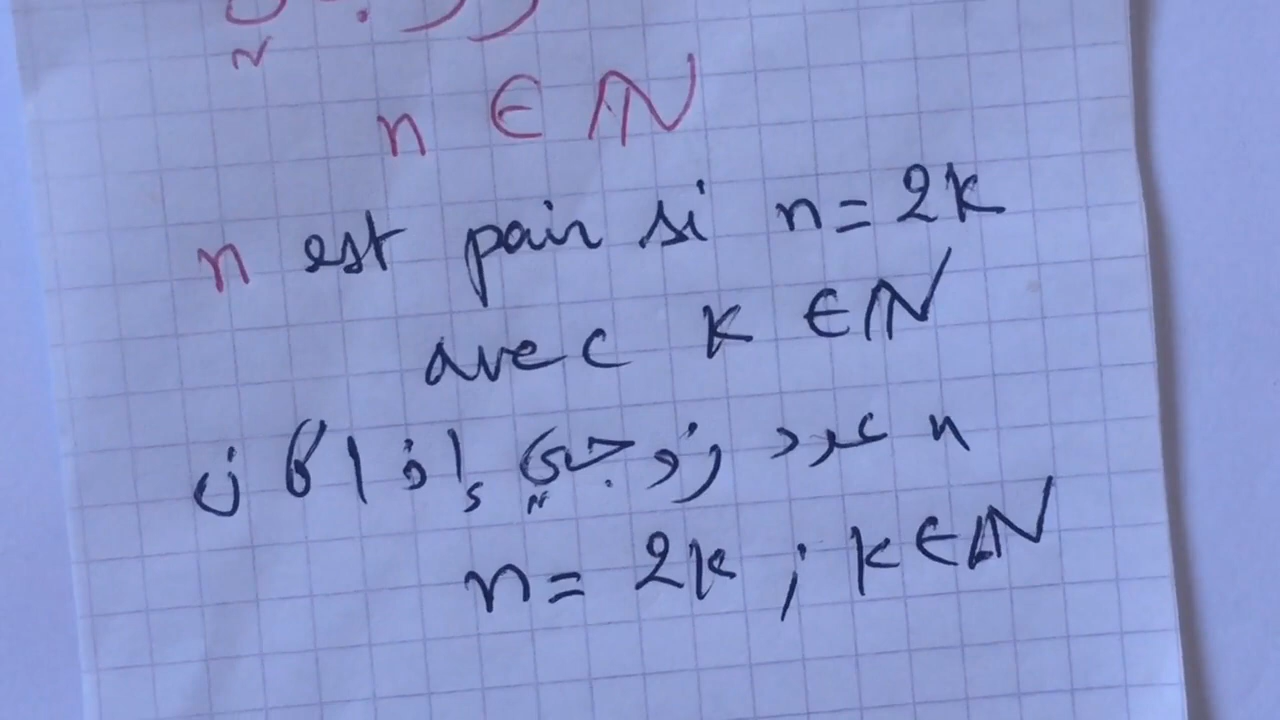 n ∈ ℕ
n est pair si n = 2k
avec k ∈ ℕ
n عدد زوجي إذا كان
n = 2k ; k ∈ ℕ